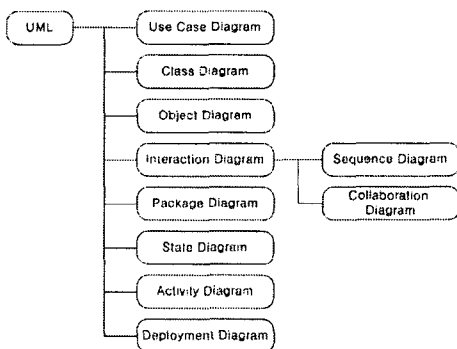 UML
Use Case Diagram
Class Diagram
Object Diagram
Interaction Diagram
Sequence Diagram
Collaboration
Diagram
Package Diagram
State Diagram
Activity Diagram
Deployment Diagram